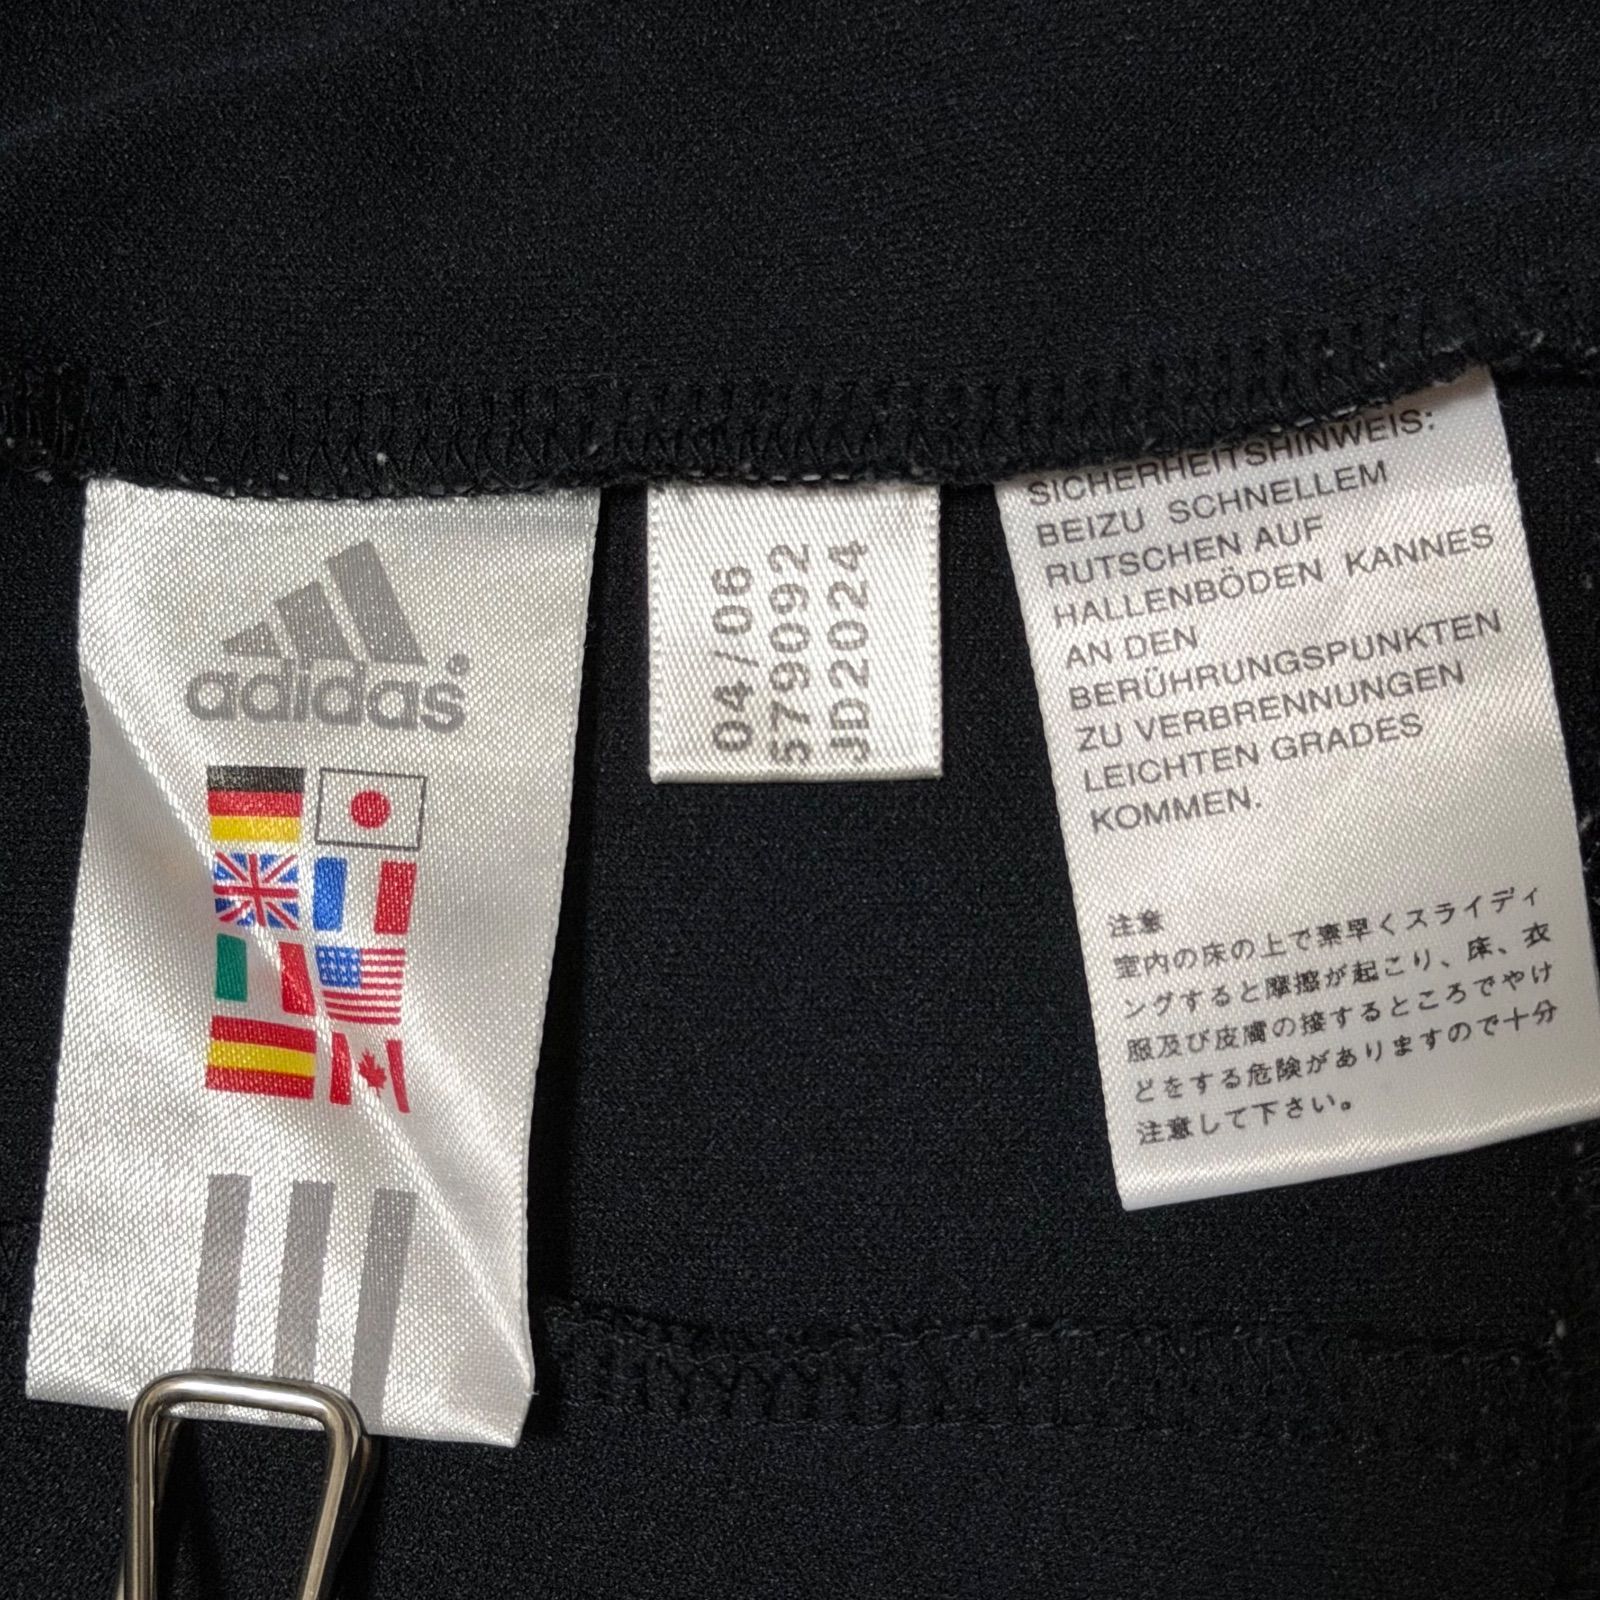 adidas
04/06
579092
JD2024
SICHERHEITSHINWEIS:
BEIZU SCHNELLEM
RUTSCHEN AUF
HALLENBÖDEN KANNES
AN DEN
BERÜHRUNGSPUNKTEN
ZU VERBRENNUNGEN
LEICHTEN GRADES
KOMMEN.
注意
室内の床の上で素早くスライディ
ングすると摩擦が起こり、床、衣
服及び皮膚の接するところでやけ
どをする危険がありますので十分
注意して下さい。